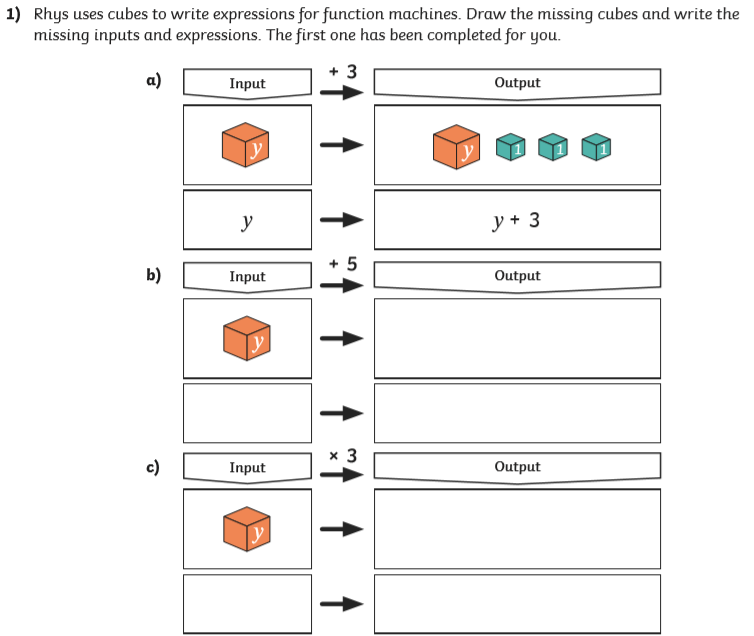 1) Rhys uses cubes to write expressions for function machines. Draw the missing cubes and write the
missing inputs and expressions. The first one has been completed for you.
a) Input + 3 Output
y y 1 1 1
y y + 3
b) Input + 5 Output
y
c) Input × 3 Output
y